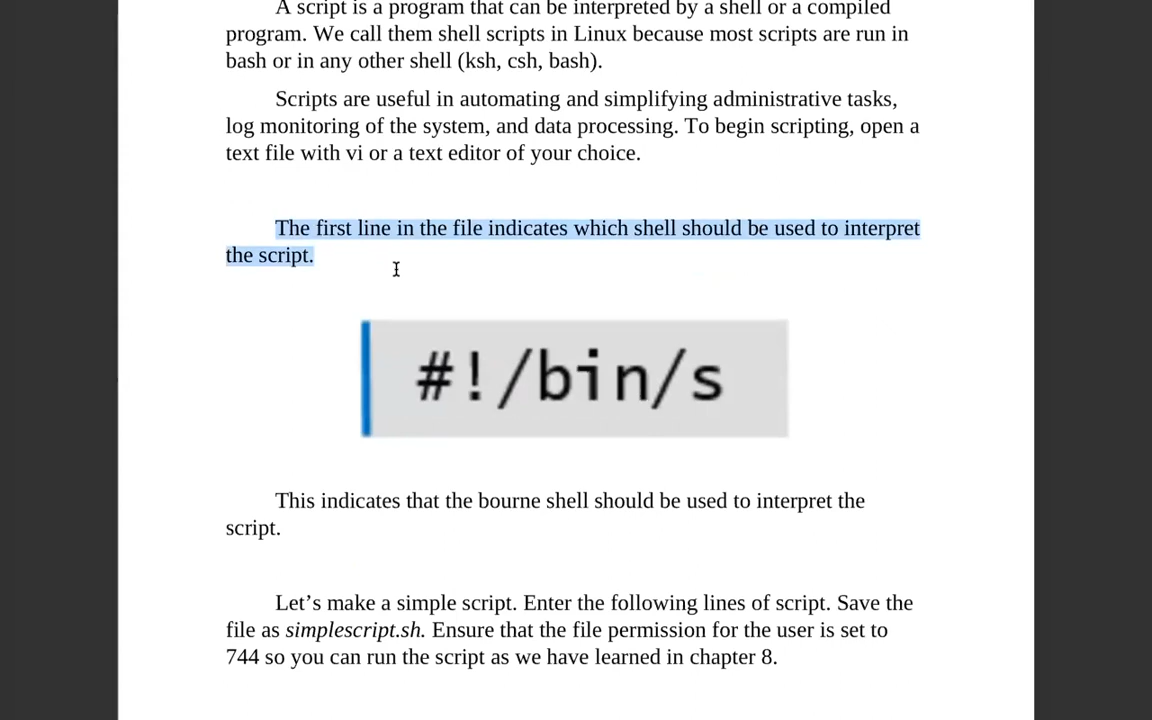 A script is a program that can be interpreted by a shell or a compiled
program. We call them shell scripts in Linux because most scripts are run in
bash or in any other shell (ksh, csh, bash).
Scripts are useful in automating and simplifying administrative tasks,
log monitoring of the system, and data processing. To begin scripting, open a
text file with vi or a text editor of your choice.
The first line in the file indicates which shell should be used to interpret
the script.
#!/bin/s
This indicates that the bourne shell should be used to interpret the
script.
Let’s make a simple script. Enter the following lines of script. Save the
file as simplescript.sh. Ensure that the file permission for the user is set to
744 so you can run the script as we have learned in chapter 8.